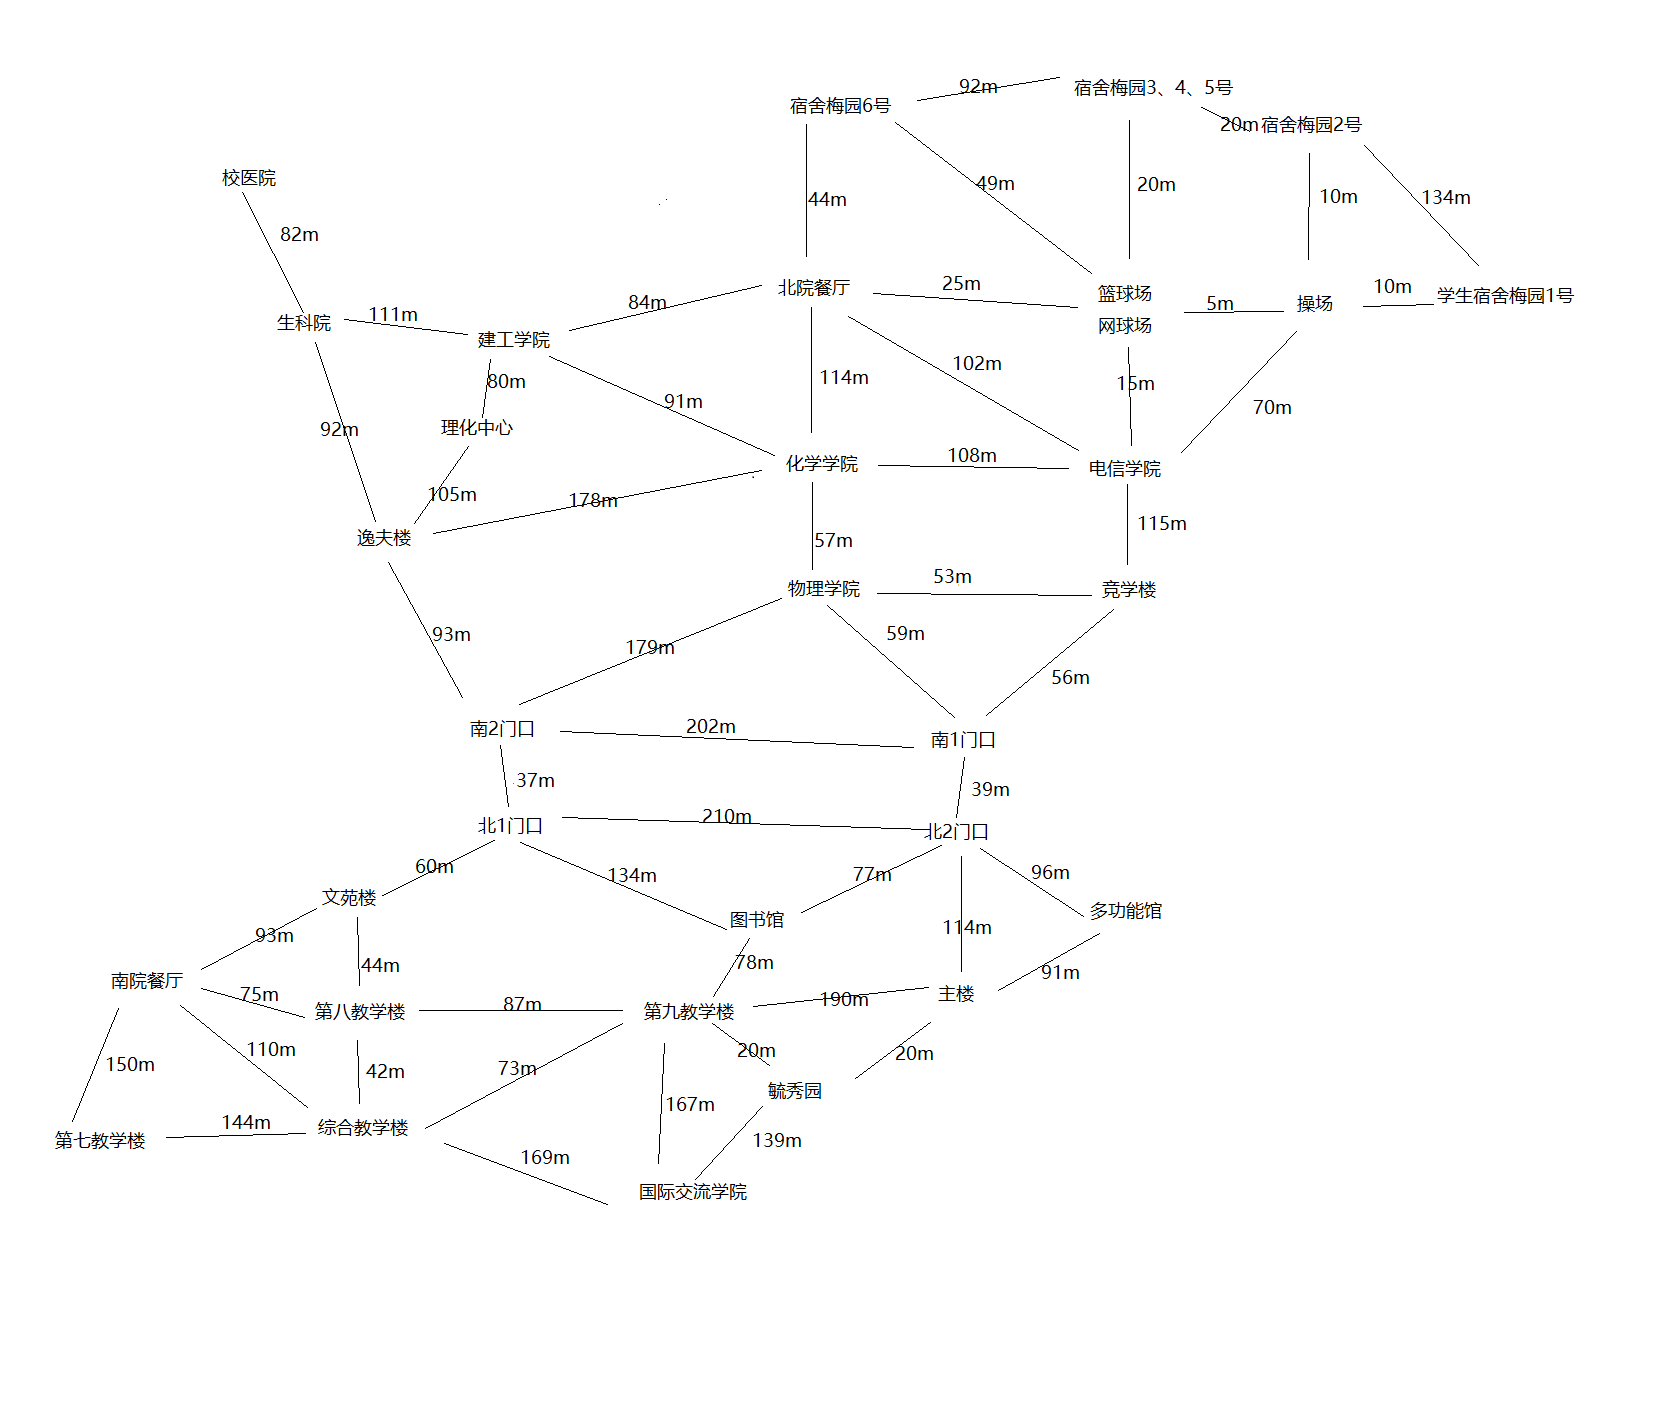 92m
宿舍梅园3、4、5号
宿舍梅园6号
20m
宿舍梅园2号
校医院
49m
20m
10m
134m
44m
82m
北院餐厅
25m
篮球场
10m
学生宿舍梅园1号
84m
5m
操场
111m
生科院
网球场
建工学院
102m
80m
114m
15m
91m
70m
92m
理化中心
108m
化学学院
电信学院
105m
178m
115m
逸夫楼
57m
53m
物理学院
竞学楼
93m
59m
179m
56m
南2门口
202m
南1门口
37m
39m
210m
北1门口
北2门口
60m
134m
77m
96m
文苑楼
图书馆
多功能馆
93m
114m
44m
78m
91m
南院餐厅
75m
主楼
87m
190m
第八教学楼
第九教学楼
110m
20m
20m
150m
42m
73m
毓秀园
167m
144m
综合教学楼
第七教学楼
139m
169m
国际交流学院